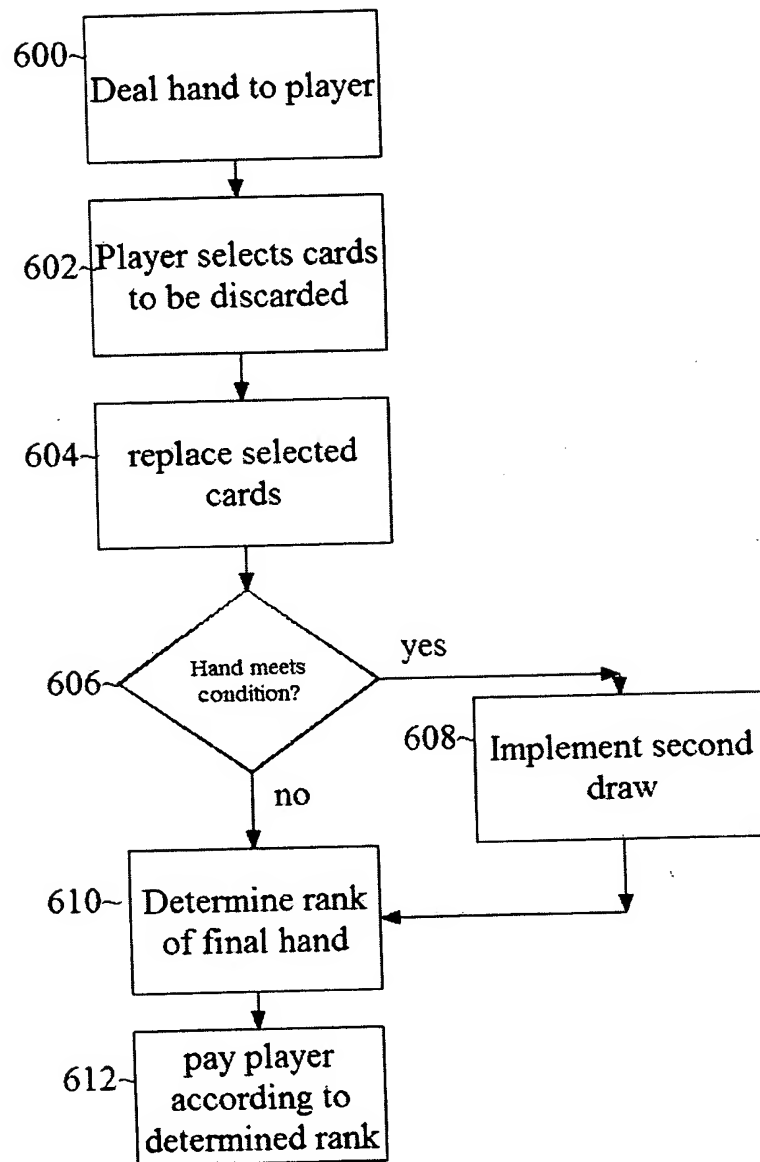 600
Deal hand to player
602
Player selects cards
to be discarded
604
replace selected
cards
606
Hand meets
condition?
yes
608
Implement second
draw
no
610
Determine rank
of final hand
612
pay player
according to
determined rank